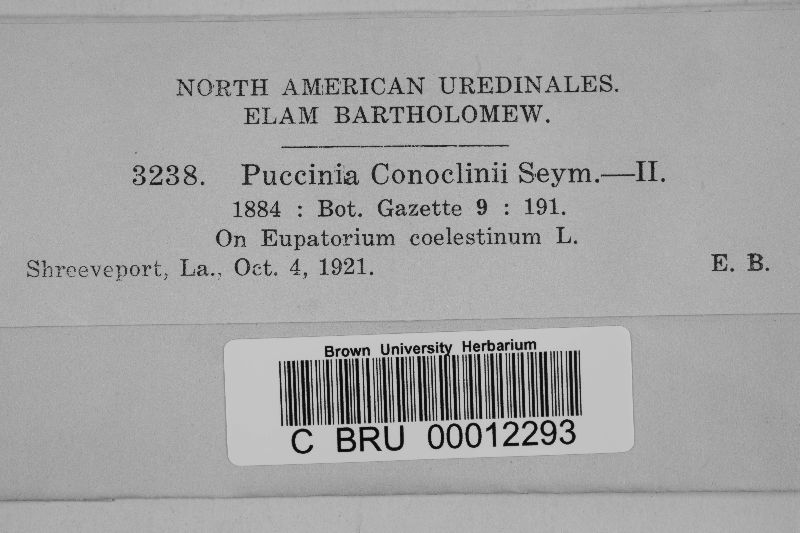 NORTH AMERICAN UREDINALES.
ELAM BARTHOLOMEW.
3238. Puccinia Conoclinii Seym.—II.
1884 : Bot. Gazette 9 : 191.
On Eupatorium coelestinum L.
Shreeveport, La., Oct. 4, 1921. E. B.
Brown University Herbarium
C BRU 00012293